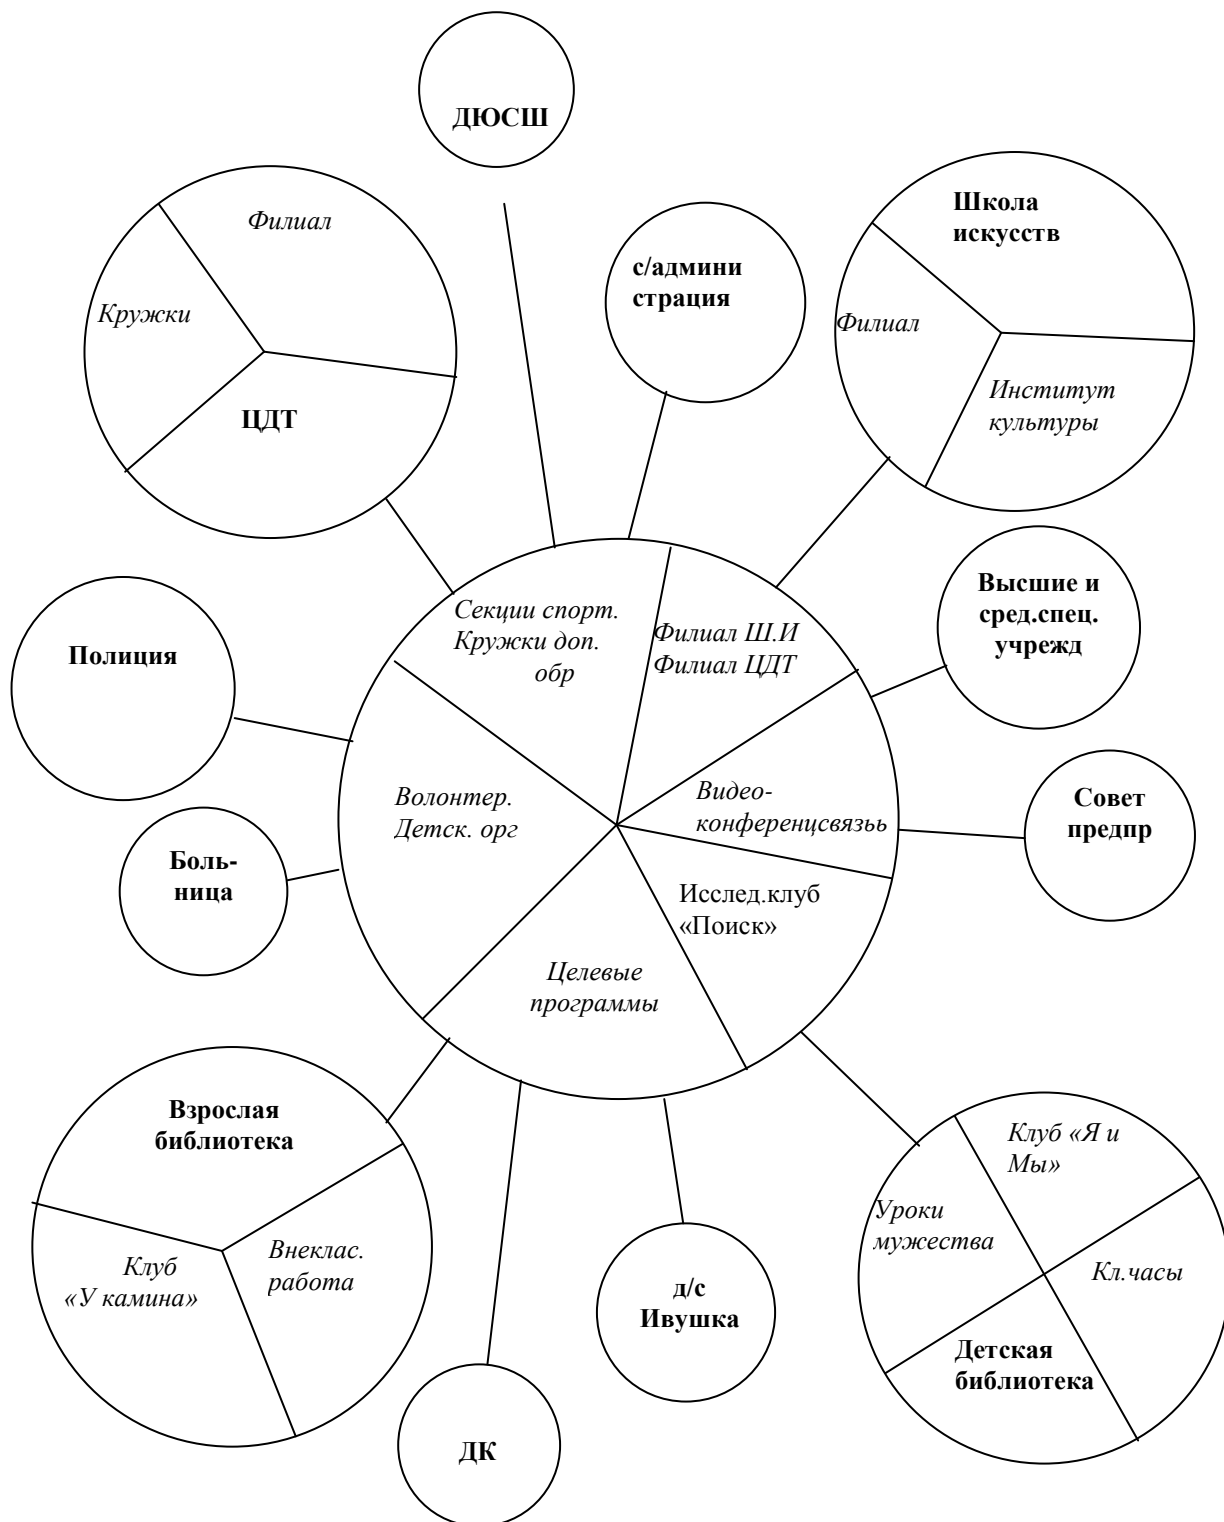 ДЮСШ
Филиал
Кружки
ЦДТ
с/админи
страция
Школа
искусств
Филиал
Институт
культуры
Секции спорт.
Кружки доп.
обр
Филиал Ш.И
Филиал ЦДТ
Высшие и
сред.спец.
учрежд
Полиция
Волонтер.
Детск. орг
Видео-
конференцсвязьь
Совет
предпр
Боль-
ница
Исслед.клуб
«Поиск»
Целевые
программы
Взрослая
библиотека
Клуб
«У камина»
Внеклас.
работа
д/с
Ивушка
ДК
Клуб «Я и
Мы»
Уроки
мужества
Кл.часы
Детская
библиотека